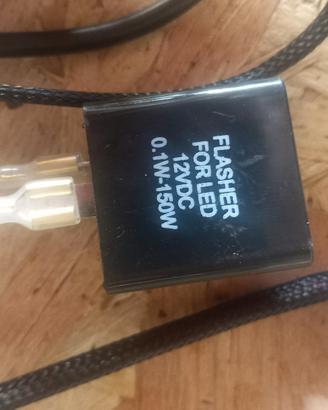 FLASHER
FOR LED
12VDC
0.1W-150W